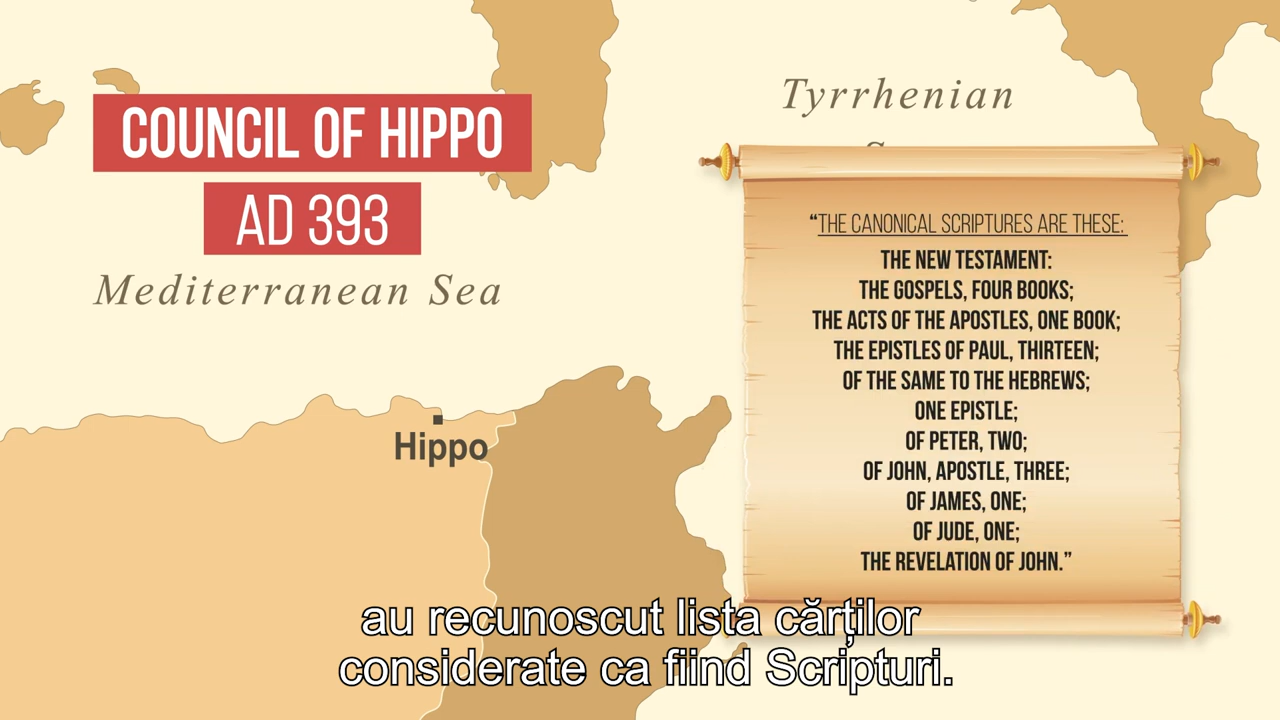 COUNCIL OF HIPPO
AD 393
Mediterranean Sea
Tyrrhenian
Hippo
“THE CANONICAL SCRIPTURES ARE THESE:
THE NEW TESTAMENT:
THE GOSPELS, FOUR BOOKS;
THE ACTS OF THE APOSTLES, ONE BOOK;
THE EPISTLES OF PAUL, THIRTEEN;
OF THE SAME TO THE HEBREWS;
ONE EPISTLE;
OF PETER, TWO;
OF JOHN, APOSTLE, THREE;
OF JAMES, ONE;
OF JUDE, ONE;
THE REVELATION OF JOHN.”
au recunoscut lista cărților
considerate ca fiind Scripturi.